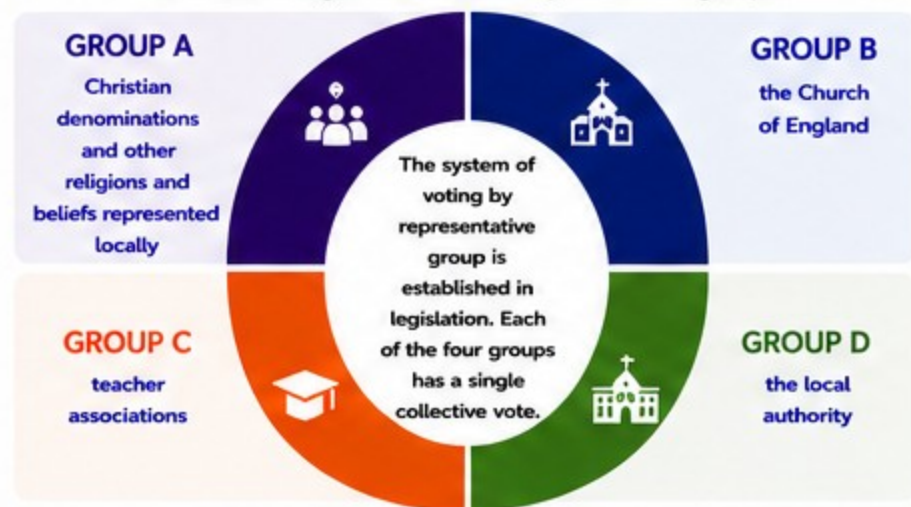 GROUP A
Christian
denominations
and other
religions and
beliefs represented
locally
GROUP B
the Church
of England
The system of
voting by
representative
group is
established in
legislation. Each
of the four groups
has a single
collective vote.
GROUP C
teacher
associations
GROUP D
the local
authority